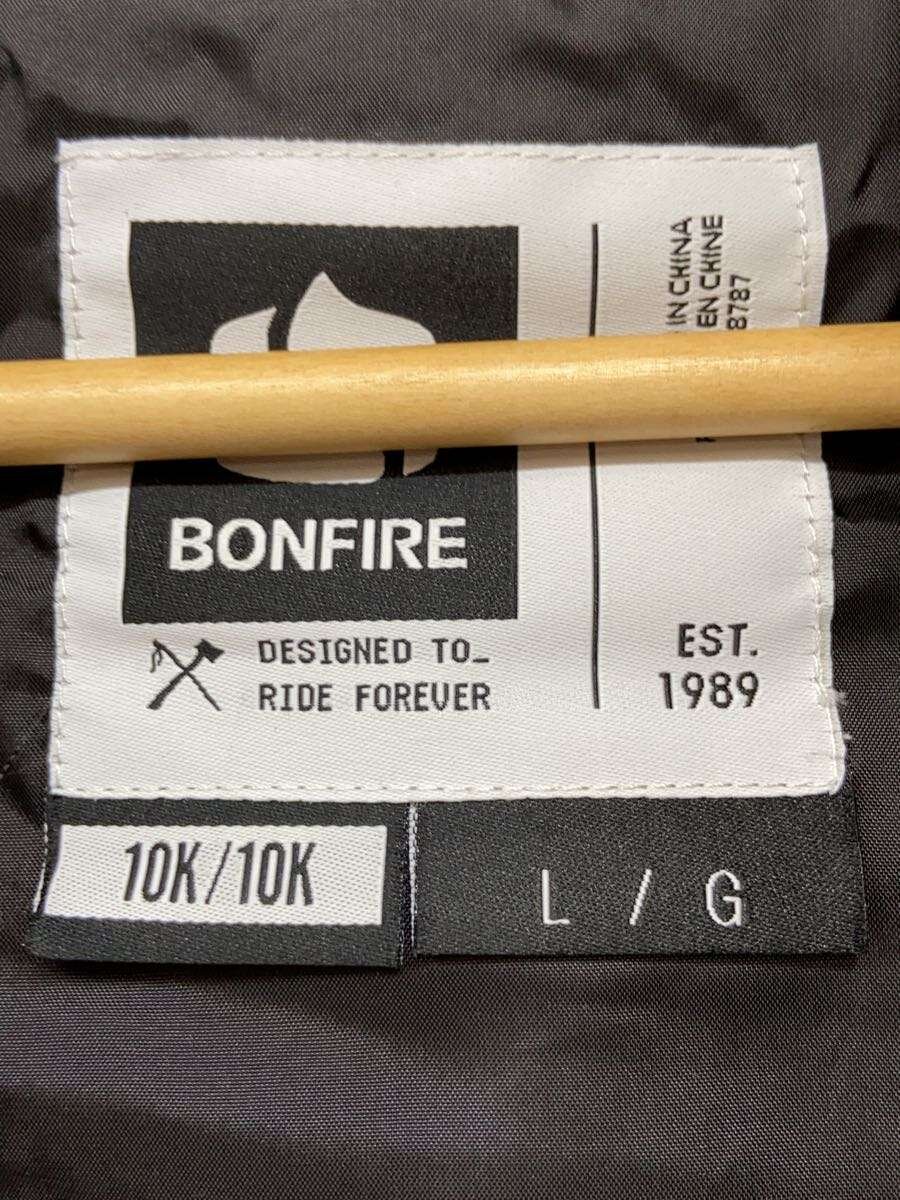 BONFIRE
DESIGNED TO_
RIDE FOREVER
IN CHINA
EN CHINE
8787
EST.
1989
10K/10K
L / G